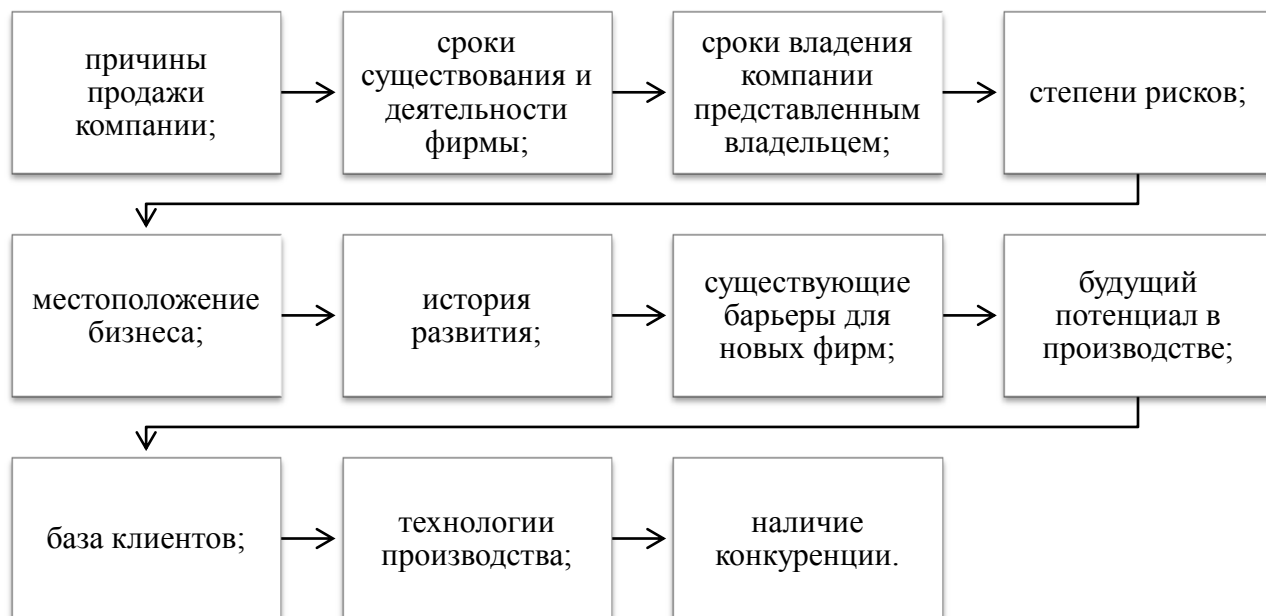 причины
продажи
компании;
сроки
существования и
деятельности
фирмы;
сроки владения
компании
представленным
владельцем;
степени рисков;
местоположение
бизнеса;
история
развития;
существующие
барьеры для
новых фирм;
будущий
потенциал в
производстве;
база клиентов;
технологии
производства;
наличие
конкуренции.